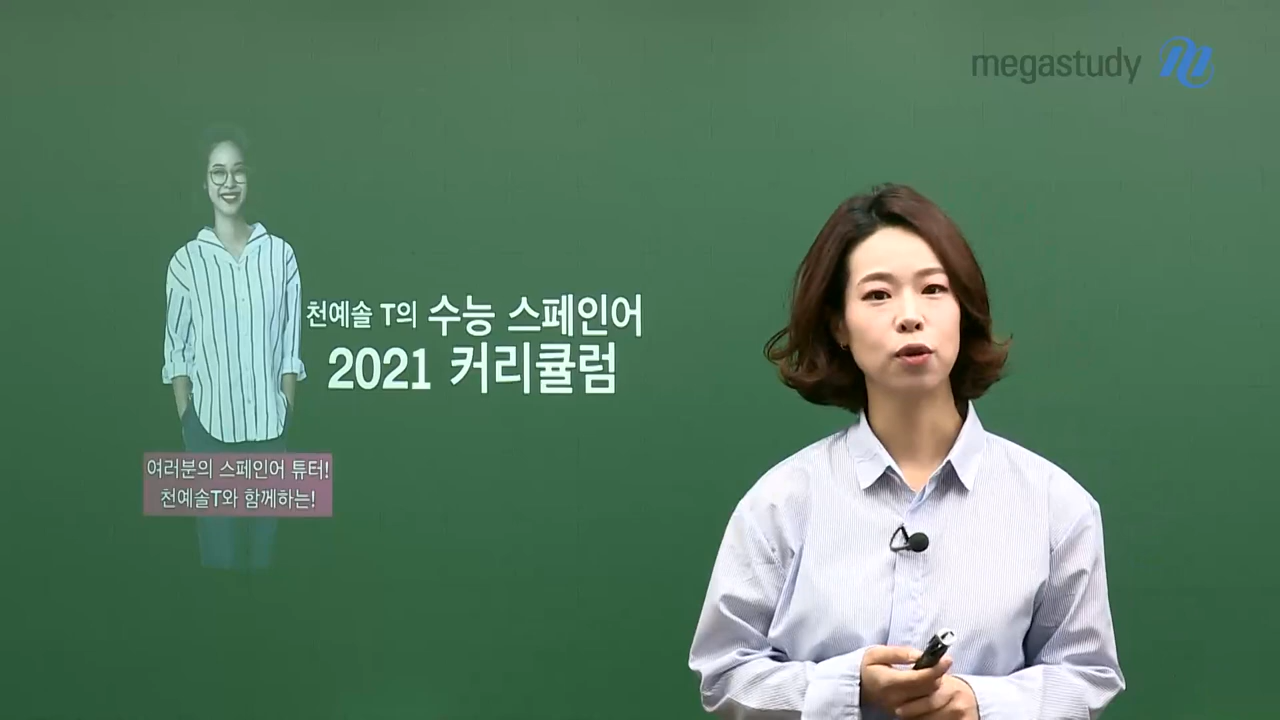 megastudy
천예솔 T의 수능 스페인어
2021 커리큘럼
여러분의 스페인어 튜터!
천예솔T와 함께하는!